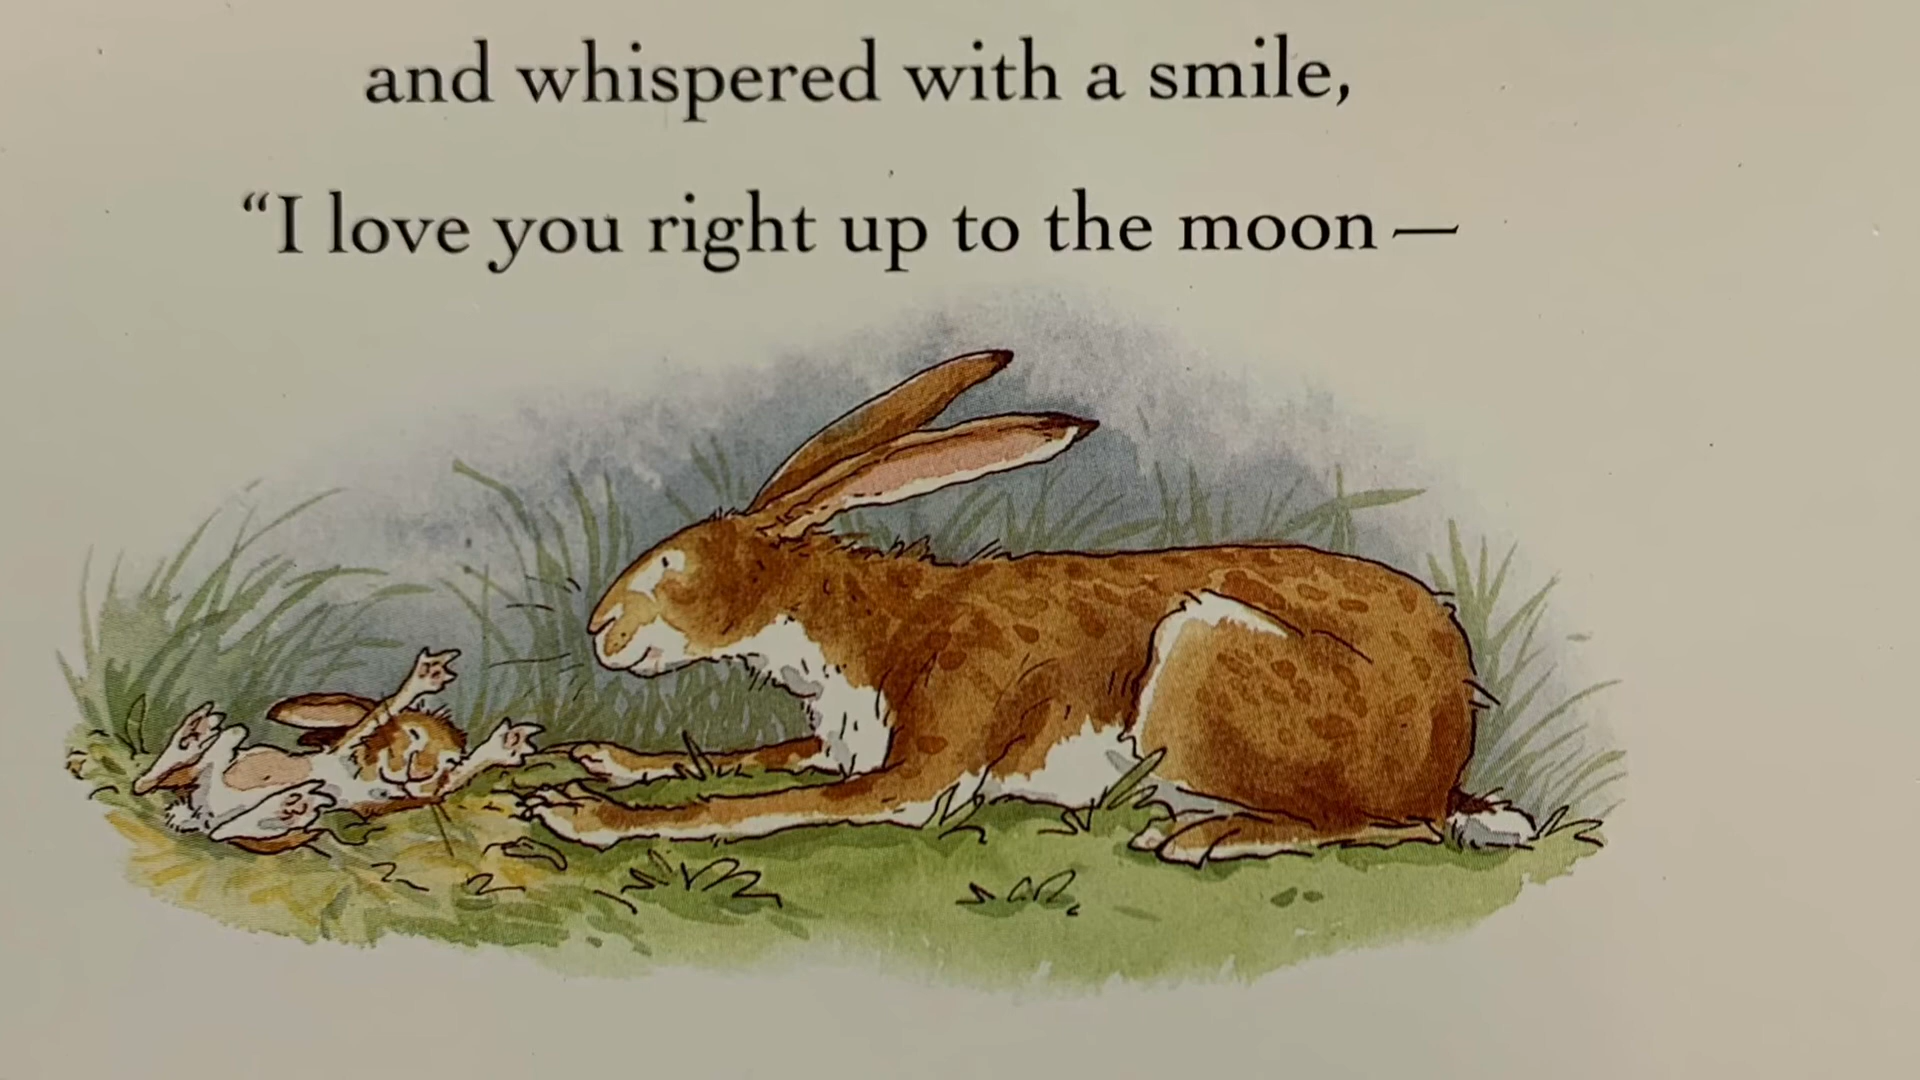 and whispered with a smile,
“I love you right up to the moon—